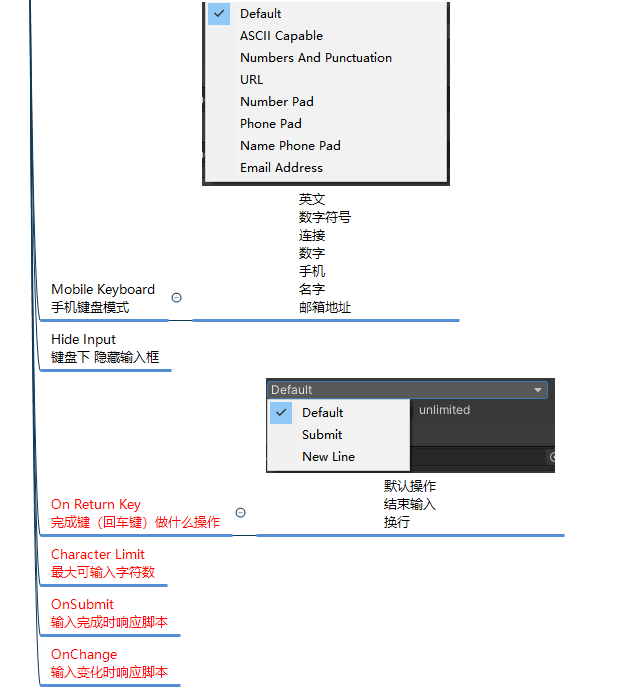 Default
ASCII Capable
Numbers And Punctuation
URL
Number Pad
Phone Pad
Name Phone Pad
Email Address
英文
数字符号
连接
数字
手机
名字
邮箱地址
Mobile Keyboard
手机键盘模式
Hide Input
键盘下 隐藏输入框
Default
Default
unlimited
Submit
New Line
默认操作
结束输入
换行
On Return Key
完成键（回车键）做什么操作
Character Limit
最大可输入字符数
OnSubmit
输入完成时响应脚本
OnChange
输入变化时响应脚本